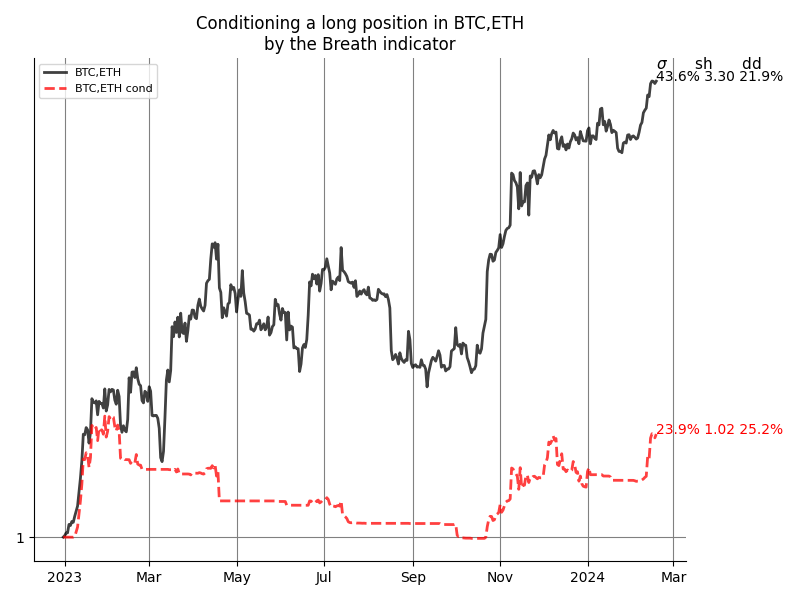 Conditioning a long position in BTC,ETH
by the Breath indicator
σ sh dd
43.6% 3.30 21.9%
BTC,ETH
BTC,ETH cond
23.9% 1.02 25.2%
1
2023 Mar May Jul Sep Nov 2024 Mar